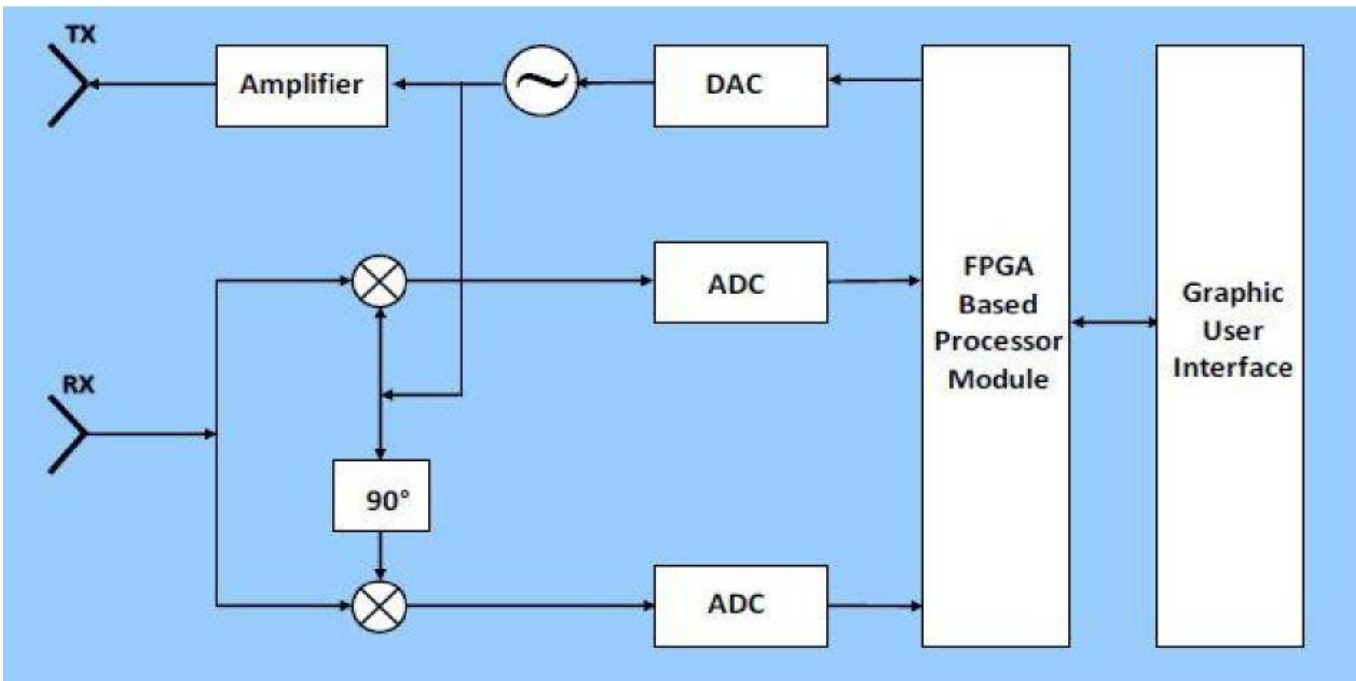 TX
Amplifier
DAC
ADC
FPGA
Based
Processor
Module
Graphic
User
Interface
RX
90°
ADC